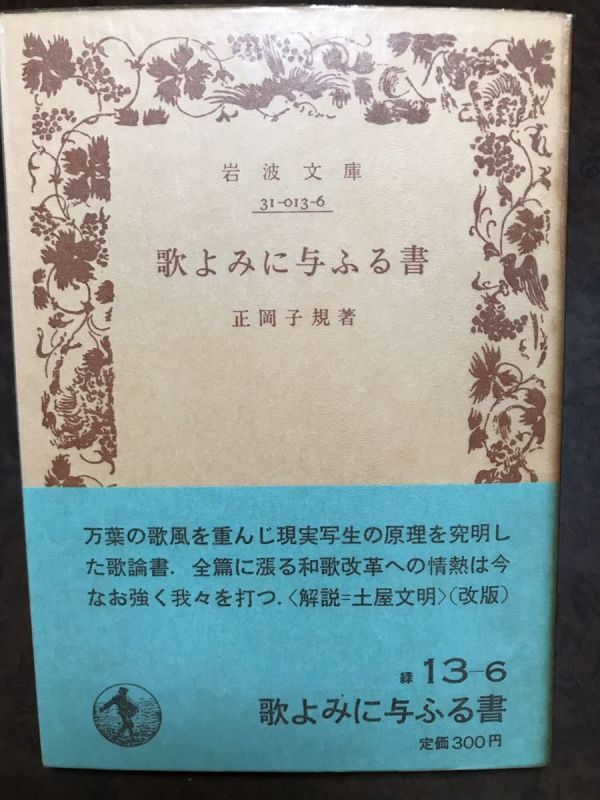 岩波文庫
31-013-6
歌よみに与ふる書
正岡子規著
万葉の歌風を重んじ現実写生の原理を究明し
た歌論書．全篇に漲る和歌改革への情熱は今
なお強く我々を打つ．〈解説=土屋文明〉（改版）
緑 13-6
歌よみに与ふる書
定価300円